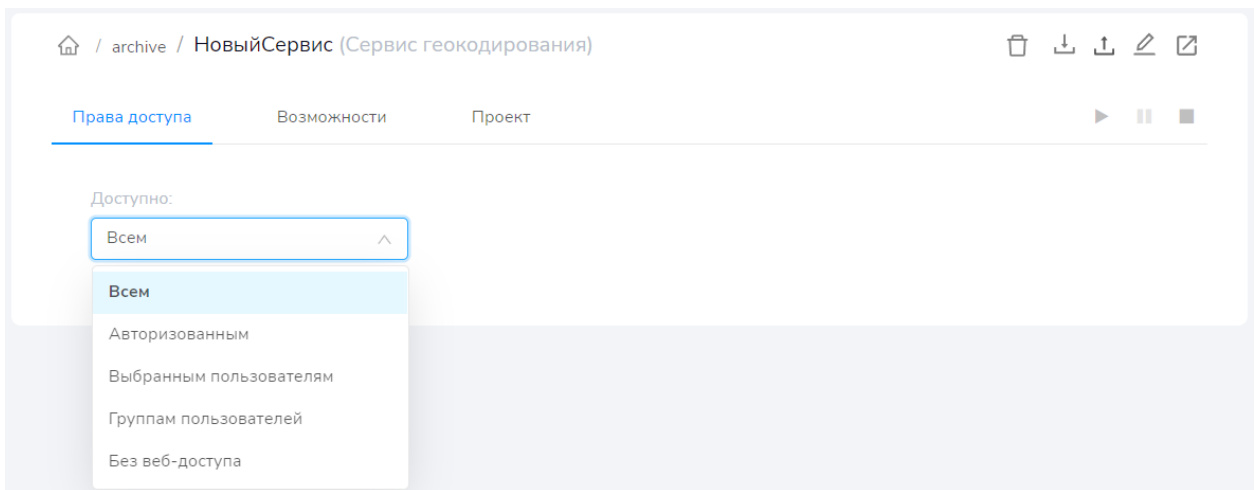 / archive / НовыйСервис (Сервис геокодирования)
Права доступа Возможности Проект
Доступно:
Всем
Всем
Авторизованным
Выбранным пользователям
Группам пользователей
Без веб-доступа